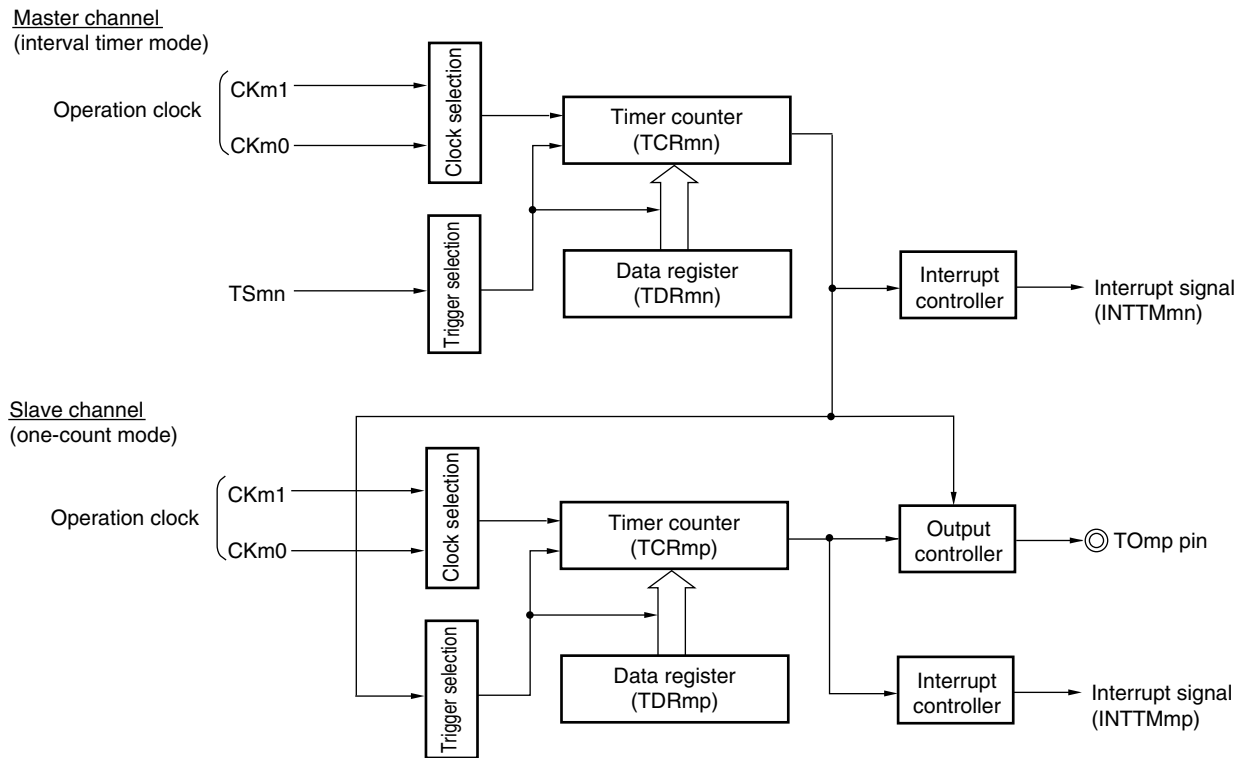 Master channel
(interval timer mode)
Operation clock
CKm1
CKm0
Clock selection
Timer counter
(TCRmn)
TSmn
Trigger selection
Data register
(TDRmn)
Interrupt
controller
Interrupt signal
(INTTMmn)
Slave channel
(one-count mode)
Operation clock
CKm1
CKm0
Clock selection
Timer counter
(TCRmp)
Output
controller
TOmp pin
Trigger selection
Data register
(TDRmp)
Interrupt
controller
Interrupt signal
(INTTMmp)